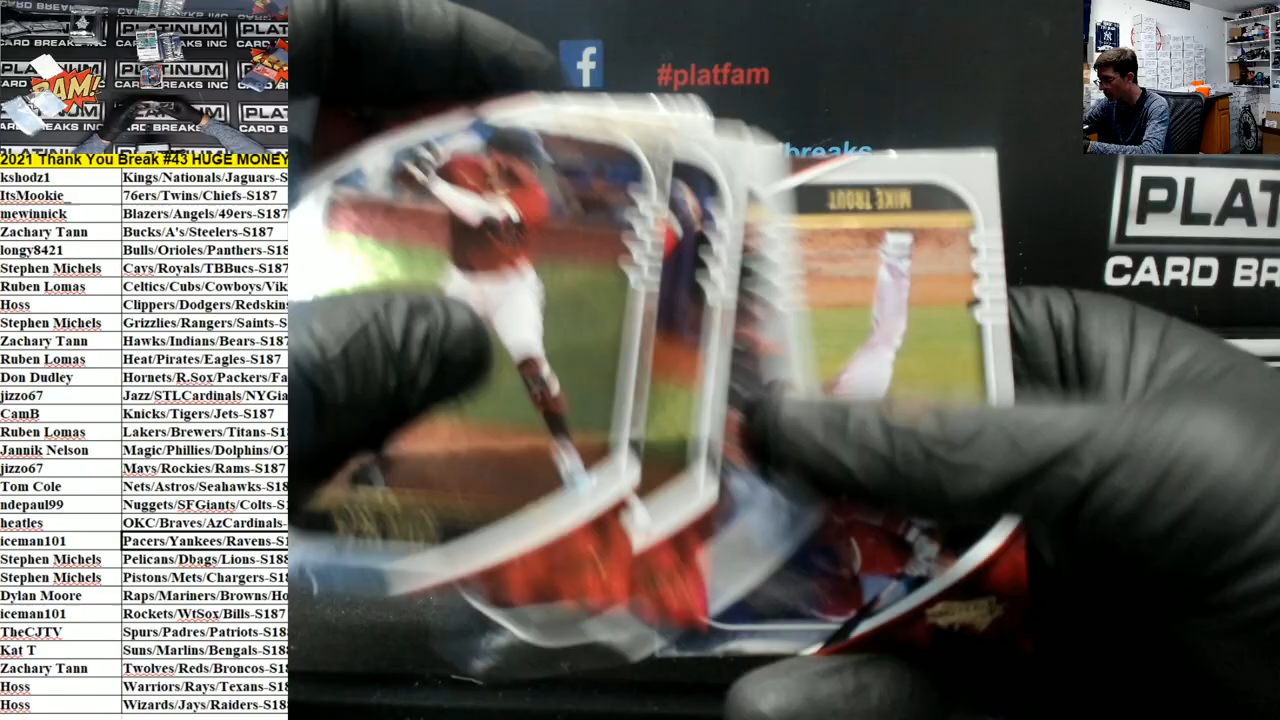 PLATINUM
CARD BREAKS INC
BAM!
2021 Thank You Break #43 HUGE MONEY
kshodz1 Kings/Nationals/Jaguars-S
ItsMookie_ 76ers/Twins/Chiefs-S187
mewinnick Blazers/Angels/49ers-S187
Zachary Tann Bucks/A's/Steelers-S187
longy8421 Bulls/Orioles/Panthers-S18
Stephen Michels Cavs/Royals/TBBucs-S187
Ruben Lomas Celtics/Cubs/Cowboys/Vik
Hoss Clippers/Dodgers/Redskin
Stephen Michels Grizzlies/Rangers/Saints-S
Zachary Tann Hawks/Indians/Bears-S187
Ruben Lomas Heat/Pirates/Eagles-S187
Don Dudley Hornets/R.Sox/Packers/Fa
jizzo67 Jazz/STLCardinals/NYGia
CamB Knicks/Tigers/Jets-S187
Ruben Lomas Lakers/Brewers/Titans-S1
Jannik Nelson Magic/Phillies/Dolphins/O
jizzo67 Mavs/Rockies/Rams-S187
Tom Cole Nets/Astros/Seahawks-S18
ndepaul99 Nuggets/SFGiants/Colts-S
heatles OKC/Braves/AzCardinals-
iceman101 Pacers/Yankees/Ravens-S1
Stephen Michels Pelicans/Dbags/Lions-S188
Stephen Michels Pistons/Mets/Chargers-S1
Dylan Moore Raps/Mariners/Browns/Ho
iceman101 Rockets/WtSox/Bills-S187
TheCJTV Spurs/Padres/Patriots-S18
Kat T Suns/Marlins/Bengals-S18
Zachary Tann Twolves/Reds/Broncos-S18
Hoss Warriors/Rays/Texans-S1
Hoss Wizards/Jays/Raiders-S18
f
#platfam
breaks
MIKE TROUT
PLA
CARD BR